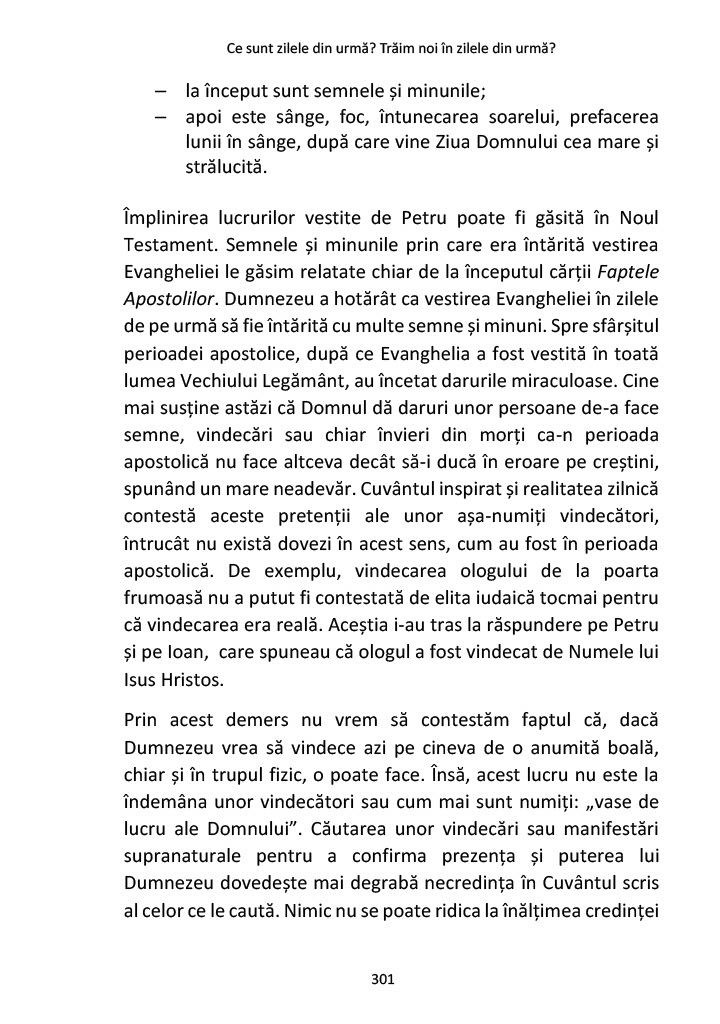 Ce sunt zilele din urmă? Trăim noi în zilele din urmă?
– la început sunt semnele și minunile;
– apoi este sânge, foc, întunecarea soarelui, prefacerea
lunii în sânge, după care vine Ziua Domnului cea mare și
strălucită.
Împlinirea lucrurilor vestite de Petru poate fi găsită în Noul
Testament. Semnele și minunile prin care era întărită vestirea
Evangheliei le găsim relatate chiar de la începutul cărții Faptele
Apostolilor. Dumnezeu a hotărât ca vestirea Evangheliei în zilele
de pe urmă să fie întărită cu multe semne și minuni. Spre sfârșitul
perioadei apostolice, după ce Evanghelia a fost vestită în toată
lumea Vechiului Legământ, au încetat darurile miraculoase. Cine
mai susține astăzi că Domnul dă daruri unor persoane de-a face
semne, vindecări sau chiar învieri din morți ca-n perioada
apostolică nu face altceva decât să-i ducă în eroare pe creștini,
spunând un mare neadevăr. Cuvântul inspirat și realitatea zilnică
contestă aceste pretenții ale unor așa-numiți vindecători,
întrucât nu există dovezi în acest sens, cum au fost în perioada
apostolică. De exemplu, vindecarea ologului de la poarta
frumoasă nu a putut fi contestată de elita iudaică tocmai pentru
că vindecarea era reală. Aceștia i-au tras la răspundere pe Petru
și pe Ioan,  care spuneau că ologul a fost vindecat de Numele lui
Isus Hristos.
Prin acest demers nu vrem să contestăm faptul că, dacă
Dumnezeu vrea să vindece azi pe cineva de o anumită boală,
chiar și în trupul fizic, o poate face. Însă, acest lucru nu este la
îndemâna unor vindecători sau cum mai sunt numiți: „vase de
lucru ale Domnului”. Căutarea unor vindecări sau manifestări
supranaturale pentru a confirma prezența și puterea lui
Dumnezeu dovedește mai degrabă necredința în Cuvântul scris
al celor ce le caută. Nimic nu se poate ridica la înălțimea credinței
301